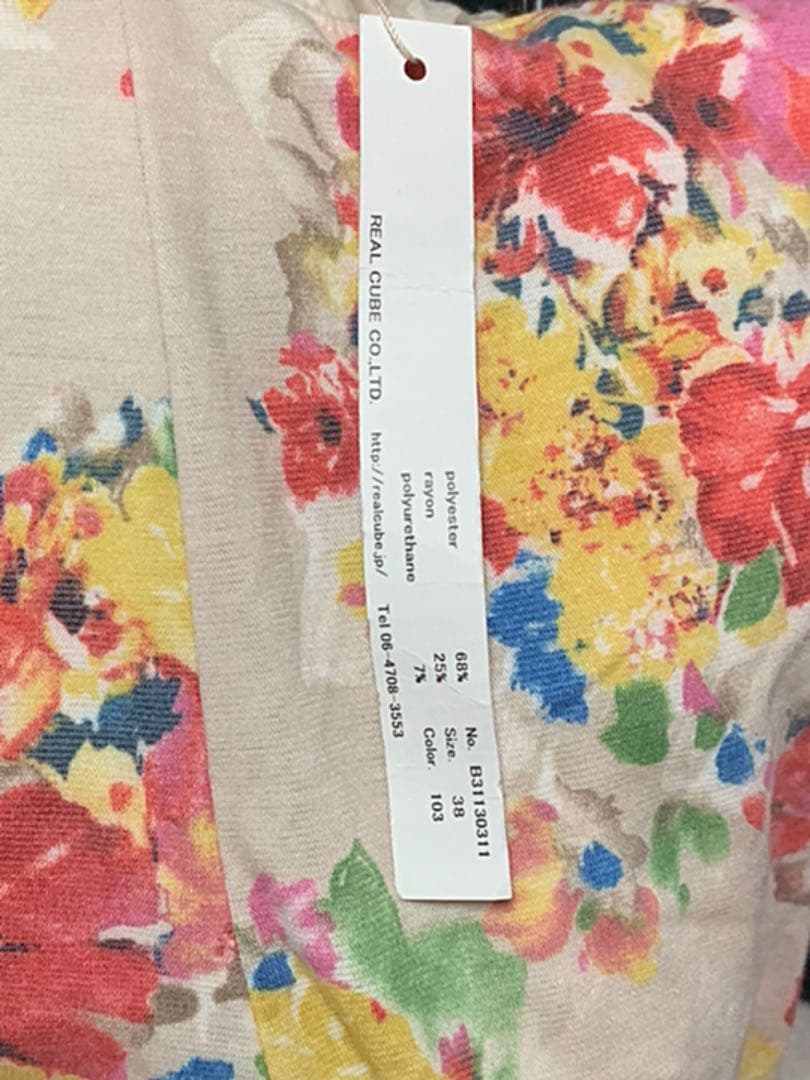 No. B31130311
polyester 68% Size. 38
rayon 25% Color. 103
polyurethane 7%
REAL CUBE CO.,LTD. http://realcube.jp/ Tel 06-4708-3553